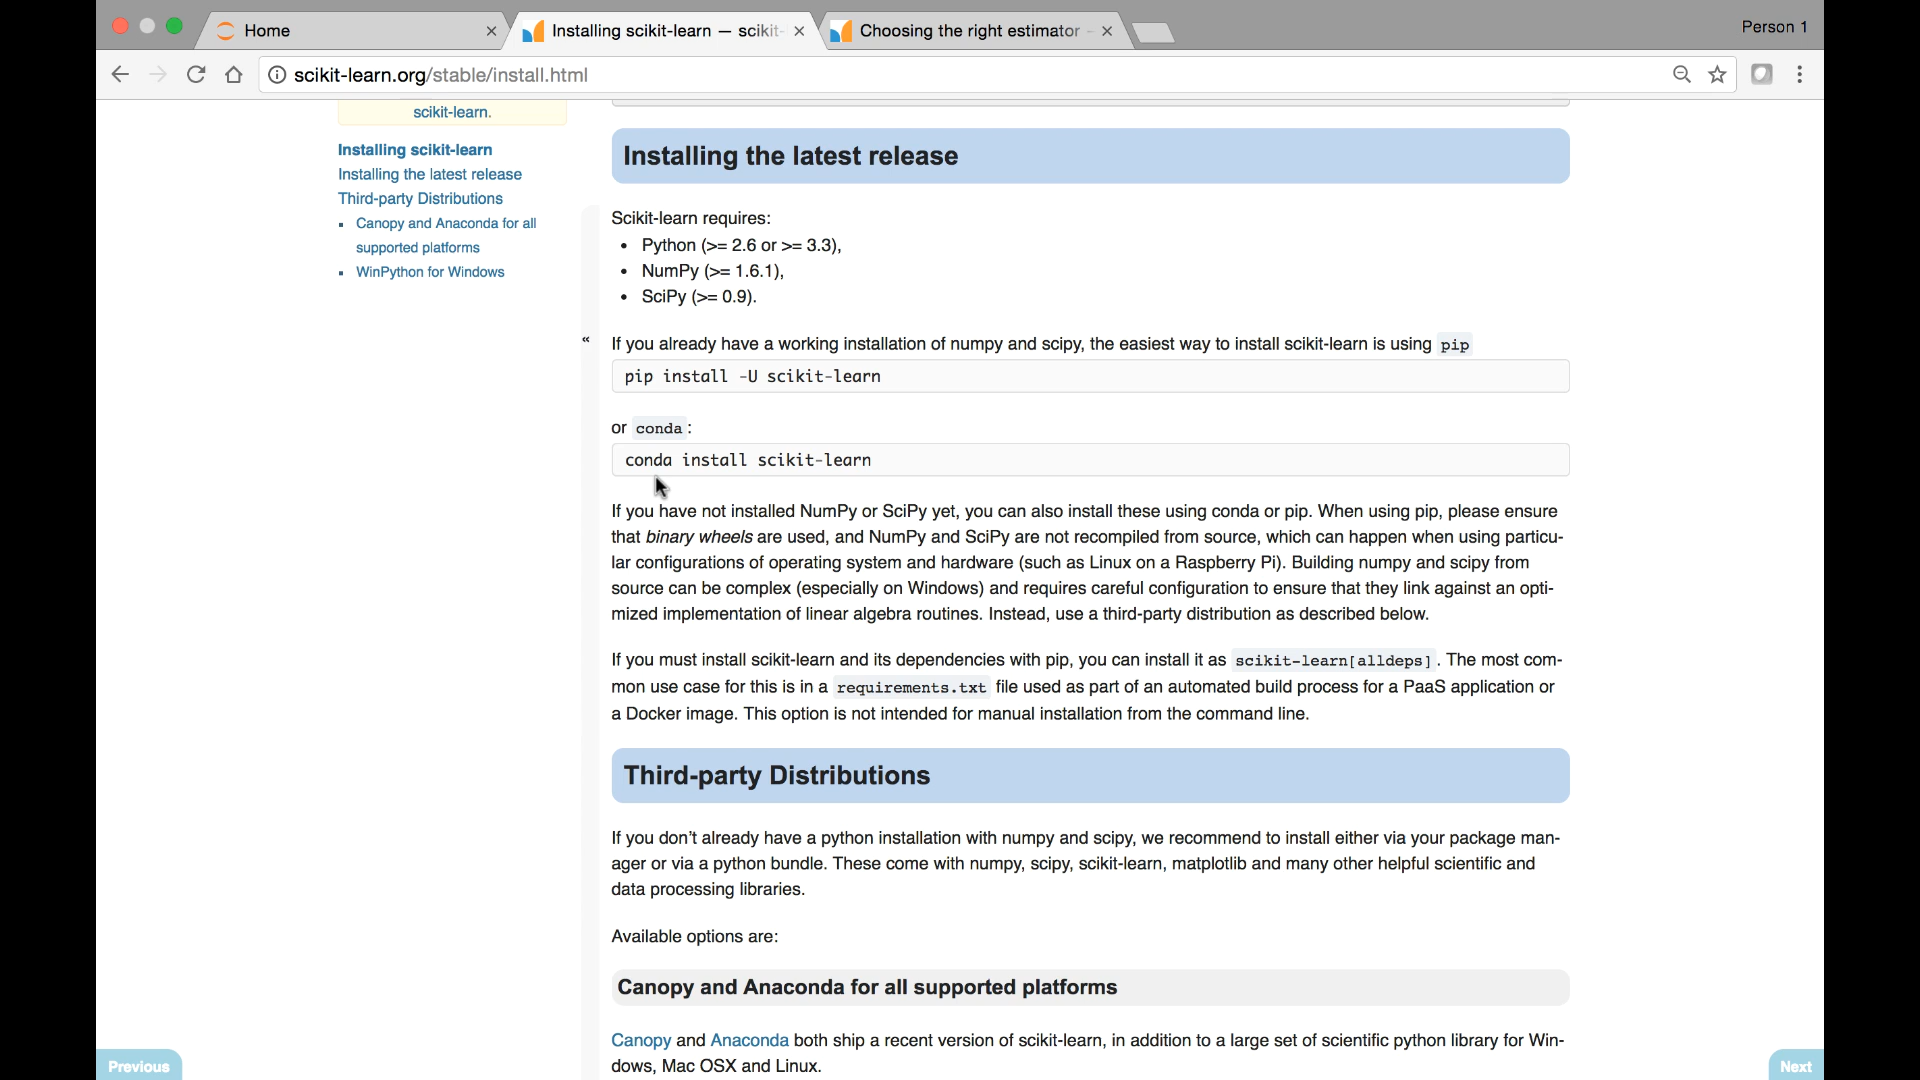 Home
Installing scikit-learn — scikit-
Choosing the right estimator -
Person 1
scikit-learn.org/stable/install.html
scikit-learn.
Installing scikit-learn
Installing the latest release
Third-party Distributions
Canopy and Anaconda for all
supported platforms
WinPython for Windows
«
Installing the latest release
Scikit-learn requires:
• Python (>= 2.6 or >= 3.3),
• NumPy (>= 1.6.1),
• SciPy (>= 0.9).
If you already have a working installation of numpy and scipy, the easiest way to install scikit-learn is using pip
pip install -U scikit-learn
or conda :
conda install scikit-learn
If you have not installed NumPy or SciPy yet, you can also install these using conda or pip. When using pip, please ensure
that binary wheels are used, and NumPy and SciPy are not recompiled from source, which can happen when using particu-
lar configurations of operating system and hardware (such as Linux on a Raspberry Pi). Building numpy and scipy from
source can be complex (especially on Windows) and requires careful configuration to ensure that they link against an opti-
mized implementation of linear algebra routines. Instead, use a third-party distribution as described below.
If you must install scikit-learn and its dependencies with pip, you can install it as scikit-learn[alldeps] . The most com-
mon use case for this is in a requirements.txt file used as part of an automated build process for a PaaS application or
a Docker image. This option is not intended for manual installation from the command line.
Third-party Distributions
If you don't already have a python installation with numpy and scipy, we recommend to install either via your package man-
ager or via a python bundle. These come with numpy, scipy, scikit-learn, matplotlib and many other helpful scientific and
data processing libraries.
Available options are:
Canopy and Anaconda for all supported platforms
Canopy and Anaconda both ship a recent version of scikit-learn, in addition to a large set of scientific python library for Win-
dows, Mac OSX and Linux.
Previous
Next